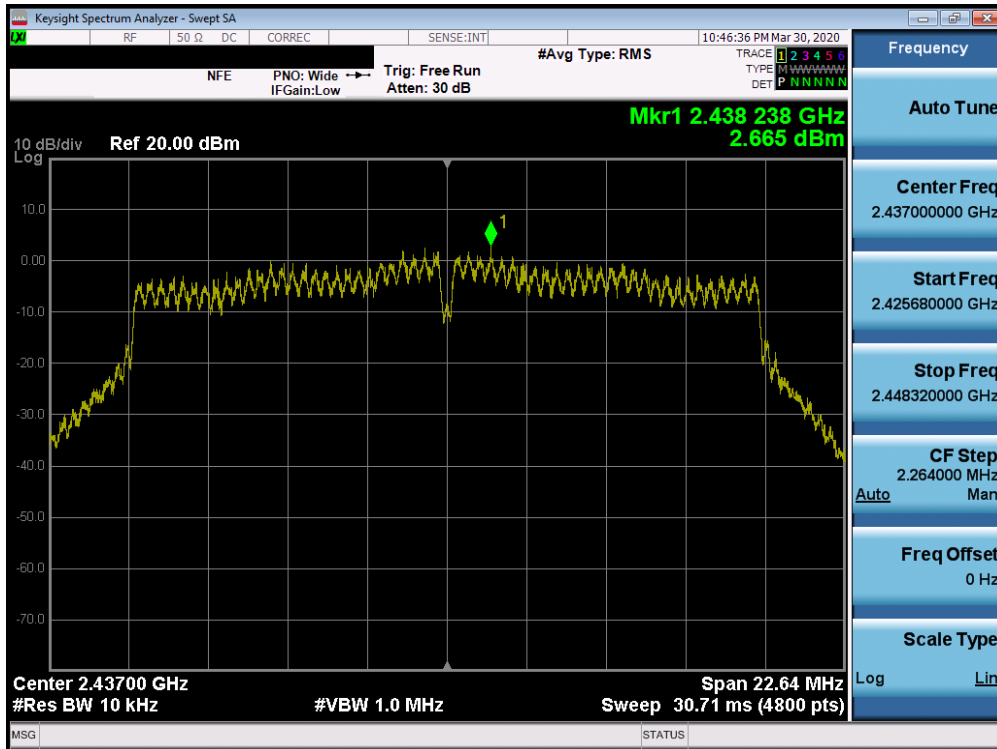 Keysight Spectrum Analyzer - Swept SA
LXI RF 50 Ω DC CORREC SENSE:INT 10:46:36 PM Mar 30, 2020
NFE
PNO: Wide
IFGain:Low
Trig: Free Run
Atten: 30 dB
#Avg Type: RMS
TRACE 1 2 3 4 5 6
TYPE M W W W W W
DET P N N N N N
Mkr1 2.438 238 GHz
2.665 dBm
10 dB/div
Log
Ref 20.00 dBm
1
10.0
0.00
-10.0
-20.0
-30.0
-40.0
-50.0
-60.0
-70.0
Center 2.43700 GHz
Span 22.64 MHz
#Res BW 10 kHz
#VBW 1.0 MHz
Sweep 30.71 ms (4800 pts)
MSG
STATUS
Frequency
Auto Tune
Center Freq
2.437000000 GHz
Start Freq
2.425680000 GHz
Stop Freq
2.448320000 GHz
CF Step
2.264000 MHz
Auto Man
Freq Offset
0 Hz
Scale Type
Log Lin